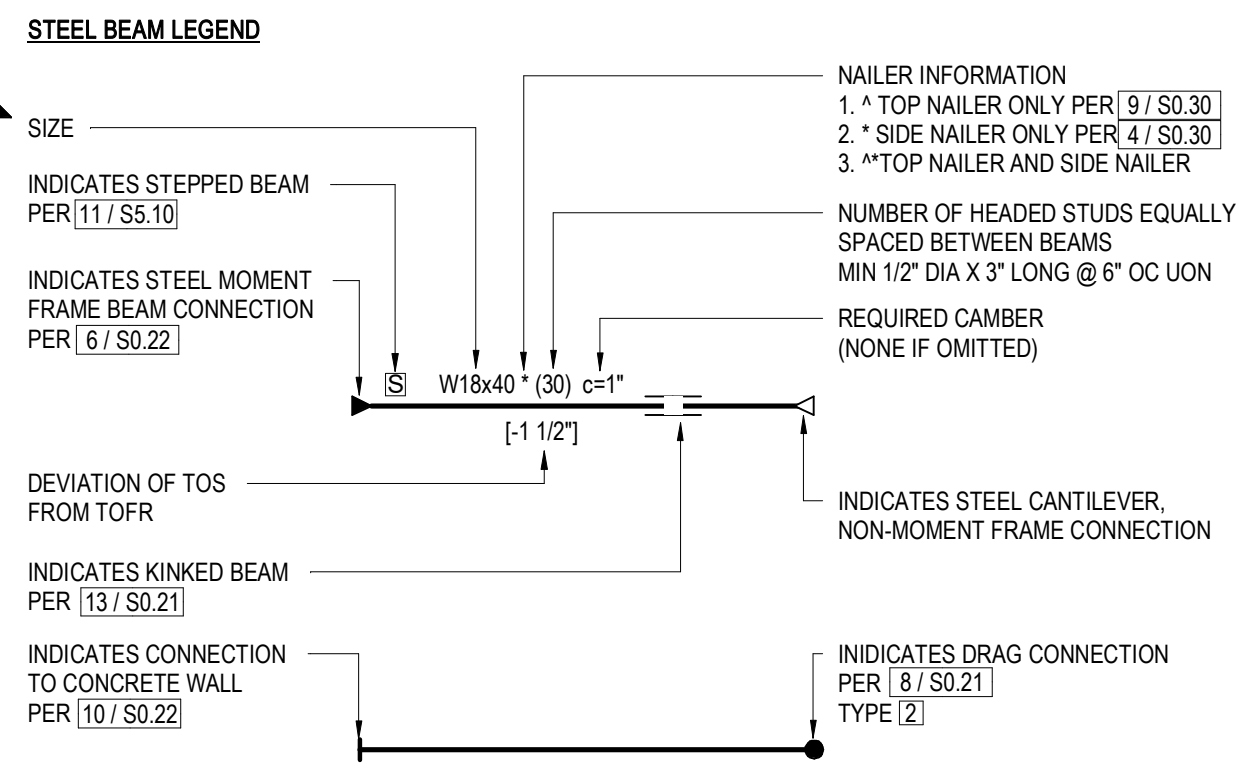 STEEL BEAM LEGEND
SIZE
INDICATES STEPPED BEAM
PER 11 / S5.10
INDICATES STEEL MOMENT
FRAME BEAM CONNECTION
PER 6 / S0.22
NAILER INFORMATION
1. ^ TOP NAILER ONLY PER 9 / S0.30
2. * SIDE NAILER ONLY PER 4 / S0.30
3. ^*TOP NAILER AND SIDE NAILER
NUMBER OF HEADED STUDS EQUALLY
SPACED BETWEEN BEAMS
MIN 1/2" DIA X 3" LONG @ 6" OC UON
REQUIRED CAMBER
(NONE IF OMITTED)
S W18x40 * (30) c=1"
[-1 1/2"]
DEVIATION OF TOS
FROM TOFR
INDICATES STEEL CANTILEVER,
NON-MOMENT FRAME CONNECTION
INDICATES KINKED BEAM
PER 13 / S0.21
INDICATES CONNECTION
TO CONCRETE WALL
PER 10 / S0.22
INIDICATES DRAG CONNECTION
PER 8 / S0.21
TYPE 2